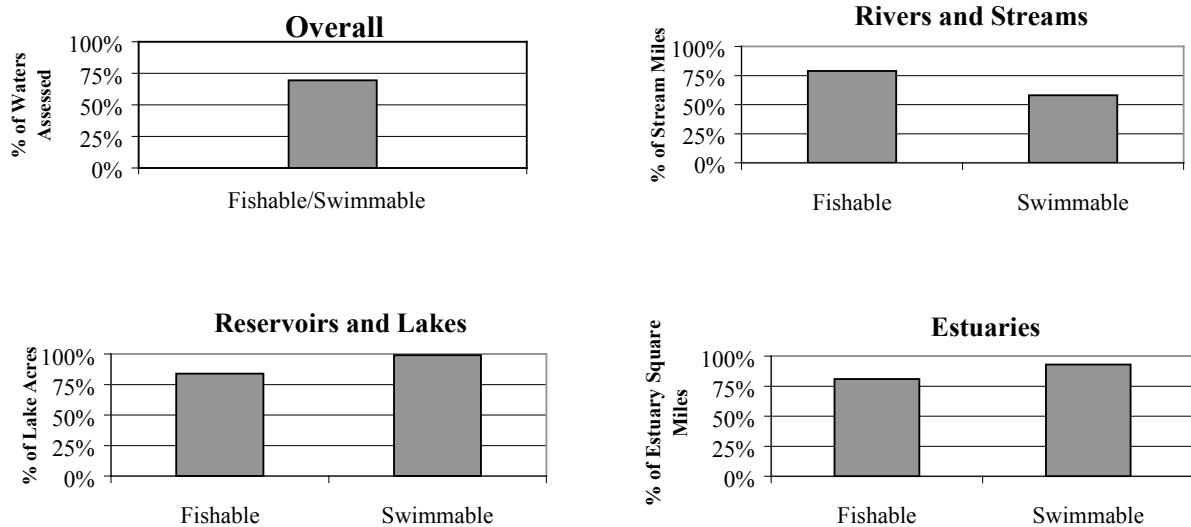 Overall
% of Waters
Assessed
100%
75%
50%
25%
0%
Fishable/Swimmable
Rivers and Streams
% of Stream Miles
100%
75%
50%
25%
0%
Fishable
Swimmable
Reservoirs and Lakes
% of Lake Acres
100%
75%
50%
25%
0%
Fishable
Swimmable
Estuaries
% of Estuary Square
Miles
100%
75%
50%
25%
0%
Fishable
Swimmable